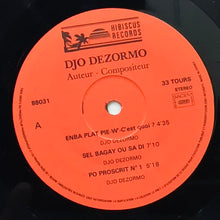 HIBISCUS
RECORDS
DJO DEZORMO
Auteur - Compositeur
88031
33 TOURS
STEREO
A
ENBA PLAT PIE-W' C'est quoi ? 4'35
DJO DEZORMO
SEL BAGAY OU SA DI 7'10
DJO DEZORMO
PO PROSCRIT N° 1 5'15
DJO DEZORMO